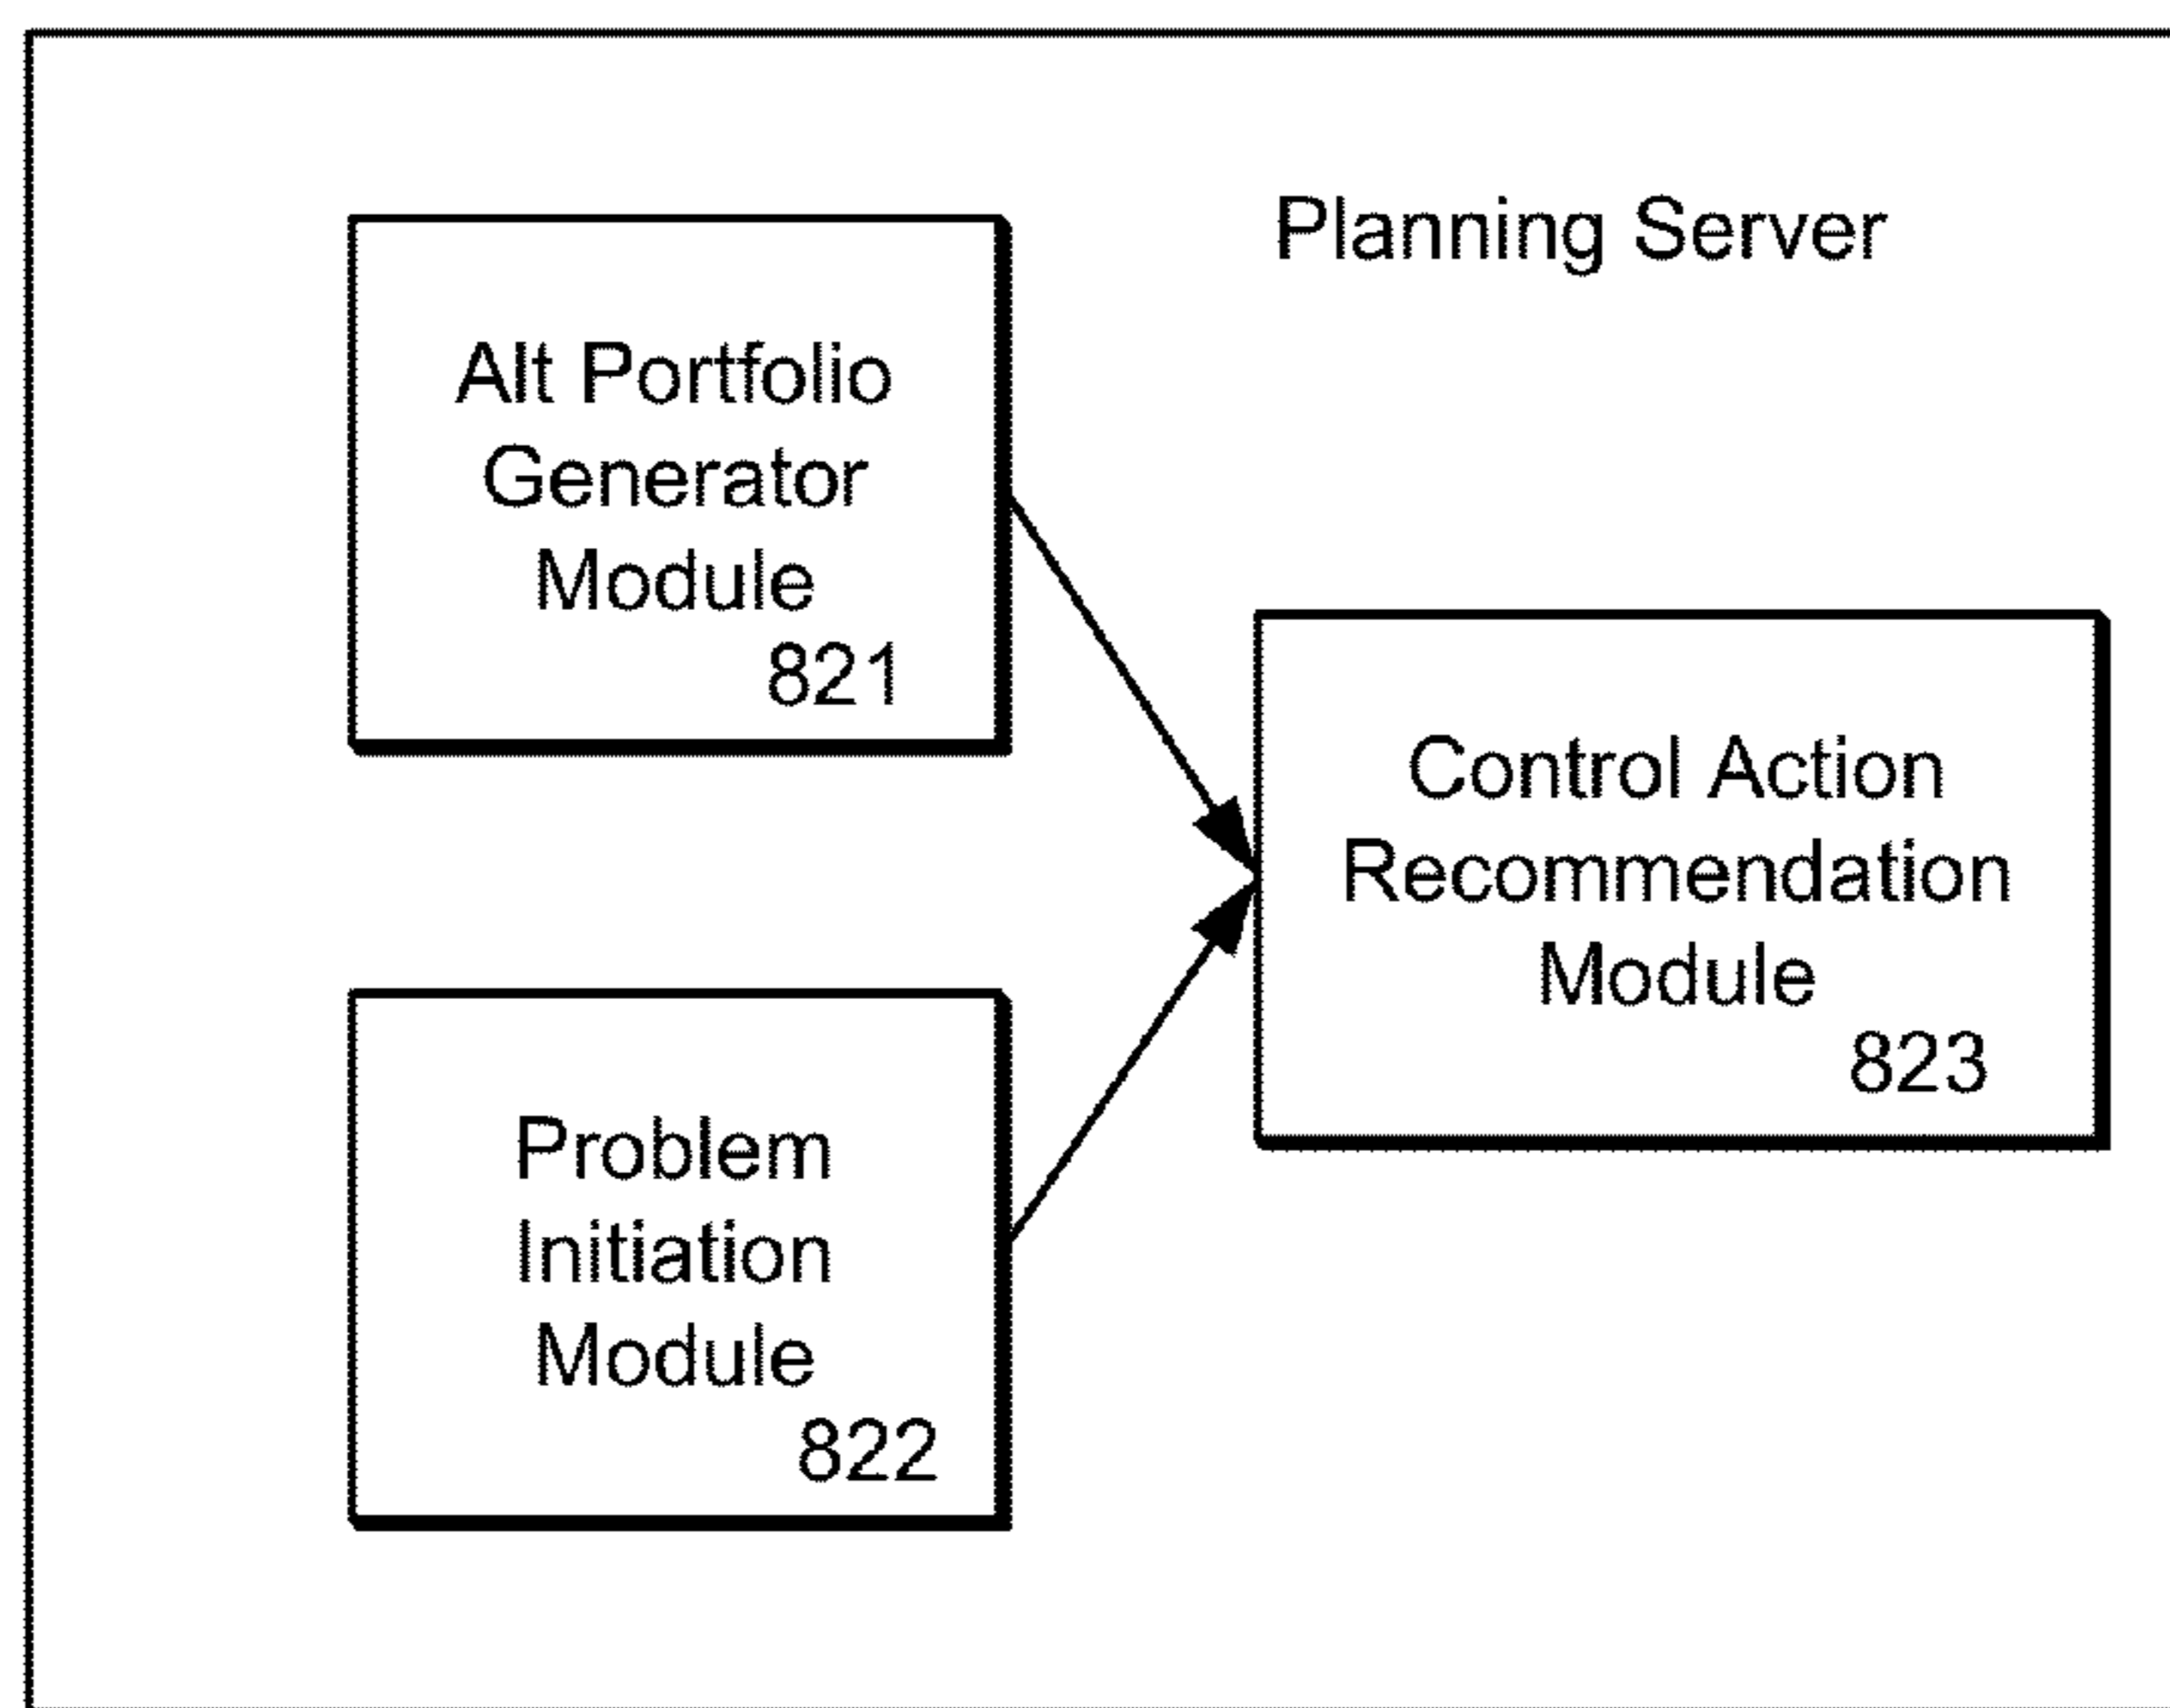 Planning Server
Alt Portfolio
Generator
Module
821
Control Action
Recommendation
Module
823
Problem
Initiation
Module
822